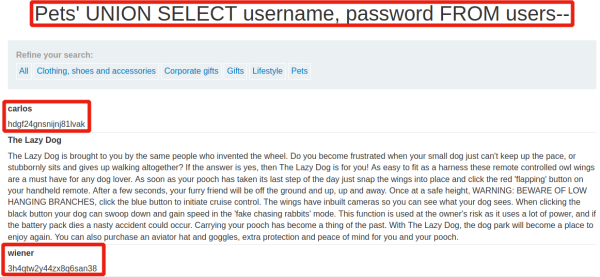 Pets' UNION SELECT username, password FROM users--
Refine your search:
All Clothing, shoes and accessories Corporate gifts Gifts Lifestyle Pets
carlos
hdgf24gnsnijnj81lvak
The Lazy Dog
The Lazy Dog is brought to you by the same people who invented the wheel. Do you become frustrated when your small dog just can't keep up the pace, or
stubbornly sits and gives up walking altogether? If the answer is yes, then The Lazy Dog is for you! As easy to fit as a harness these remote controlled owl wings
are a must have for any dog lover. As soon as your pooch has taken its last step of the day just snap the wings into place and click the red 'flapping' button on
your handheld remote. After a few seconds, your furry friend will be off the ground and up, up and away. Once at a safe height, WARNING: BEWARE OF LOW
HANGING BRANCHES, click the blue button to initiate cruise control. The wings have inbuilt cameras so you can see what your dog sees. When clicking the
black button your dog can swoop down and gain speed in the 'fake chasing rabbits' mode. This function is used at the owner's risk as it uses a lot of power, and if
the battery pack dies a nasty accident could occur. Carrying your pooch has become a thing of the past. With The Lazy Dog, the dog park will become a place to
enjoy again. You can also purchase an aviator hat and goggles, extra protection and peace of mind for you and your pooch.
wiener
3h4qtw2y44zx8q6san38